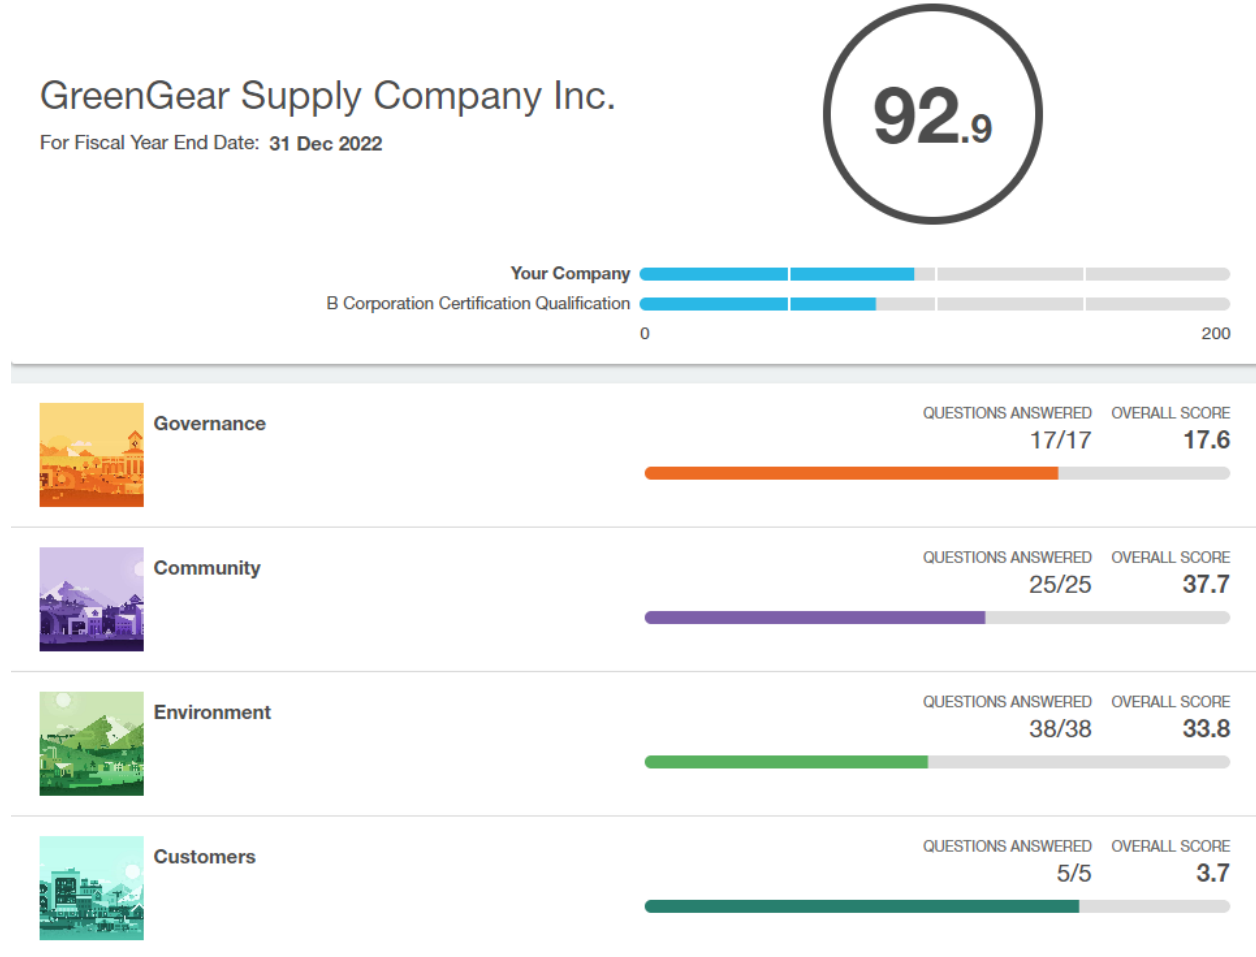 GreenGear Supply Company Inc.
For Fiscal Year End Date: 31 Dec 2022
92.9
Your Company
B Corporation Certification Qualification
0 200
Governance
QUESTIONS ANSWERED OVERALL SCORE
17/17 17.6
Community
QUESTIONS ANSWERED OVERALL SCORE
25/25 37.7
Environment
QUESTIONS ANSWERED OVERALL SCORE
38/38 33.8
Customers
QUESTIONS ANSWERED OVERALL SCORE
5/5 3.7